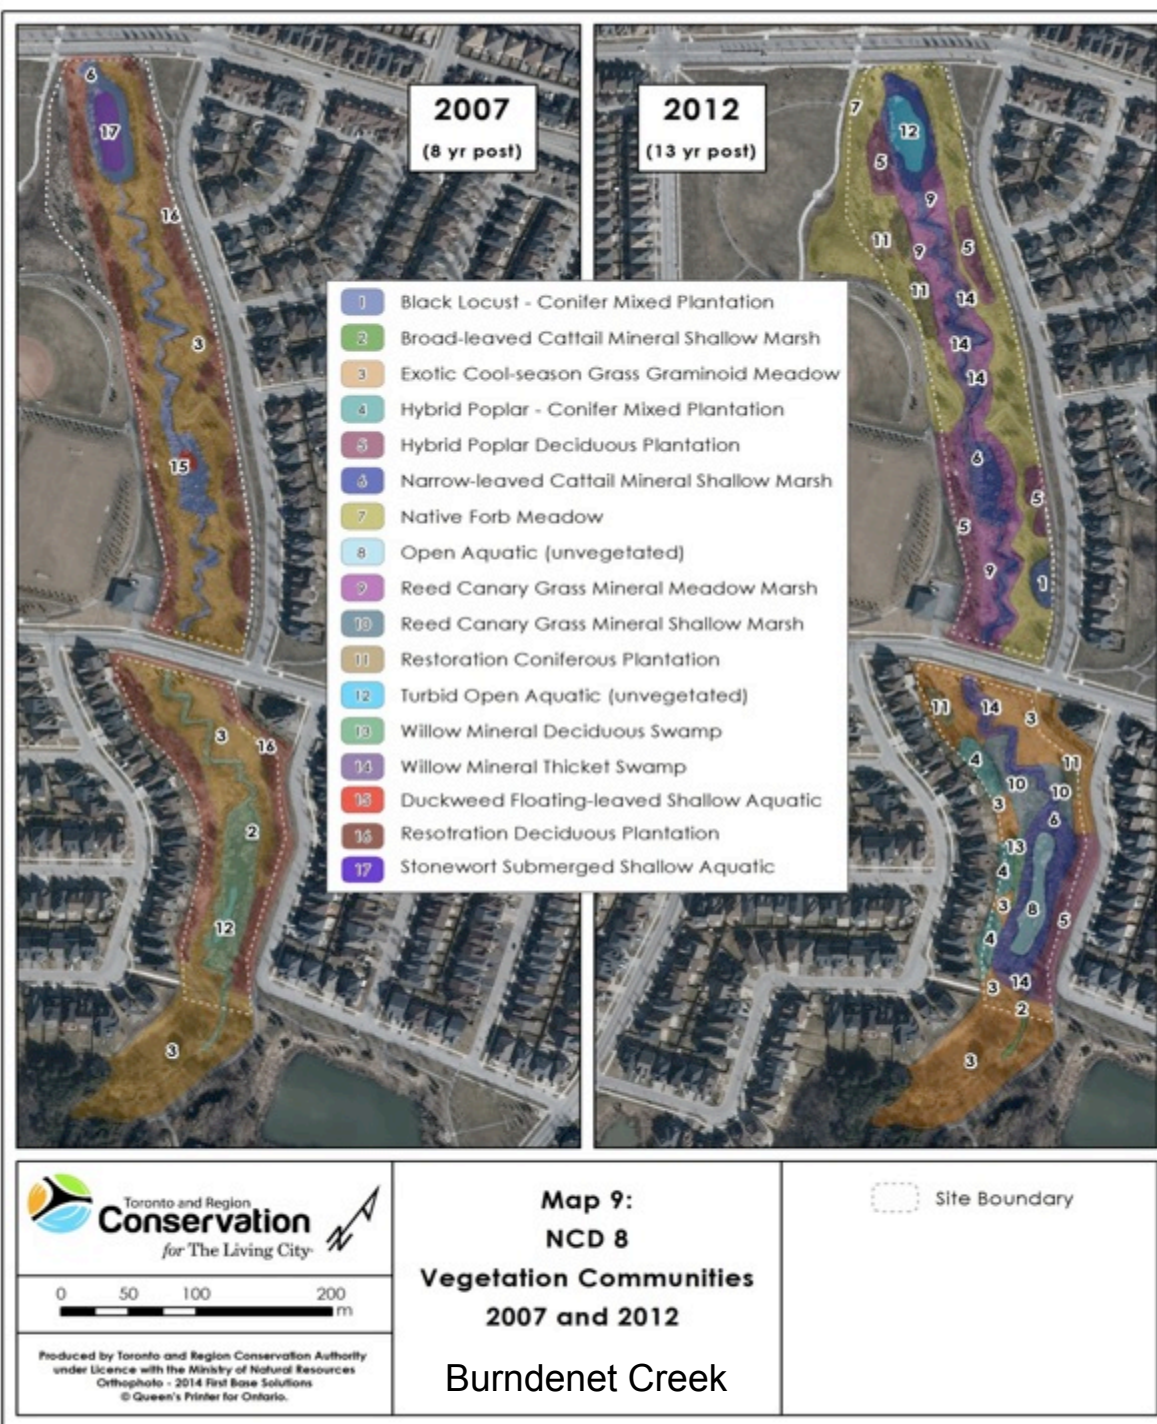 2007
(8 yr post)
2012
(13 yr post)
6
17
16
3
15
3
16
2
12
3
7
12
5
9
11
9
5
11
14
14
14
6
5
5
9
1
11
14
3
4
11
10
10
3
6
13
4
3
8
5
4
3
14
2
3
1 Black Locust - Conifer Mixed Plantation
2 Broad-leaved Cattail Mineral Shallow Marsh
3 Exotic Cool-season Grass Graminoid Meadow
4 Hybrid Poplar - Conifer Mixed Plantation
5 Hybrid Poplar Deciduous Plantation
6 Narrow-leaved Cattail Mineral Shallow Marsh
7 Native Forb Meadow
8 Open Aquatic (unvegetated)
9 Reed Canary Grass Mineral Meadow Marsh
10 Reed Canary Grass Mineral Shallow Marsh
11 Restoration Coniferous Plantation
12 Turbid Open Aquatic (unvegetated)
13 Willow Mineral Deciduous Swamp
14 Willow Mineral Thicket Swamp
15 Duckweed Floating-leaved Shallow Aquatic
16 Resotration Deciduous Plantation
17 Stonewort Submerged Shallow Aquatic
Toronto and Region
Conservation
for The Living City·
N
0 50 100 200
m
Produced by Toronto and Region Conservation Authority
under Licence with the Ministry of Natural Resources
Orthophoto - 2014 First Base Solutions
© Queen's Printer for Ontario.
Map 9:
NCD 8
Vegetation Communities
2007 and 2012
Burndenet Creek
Site Boundary